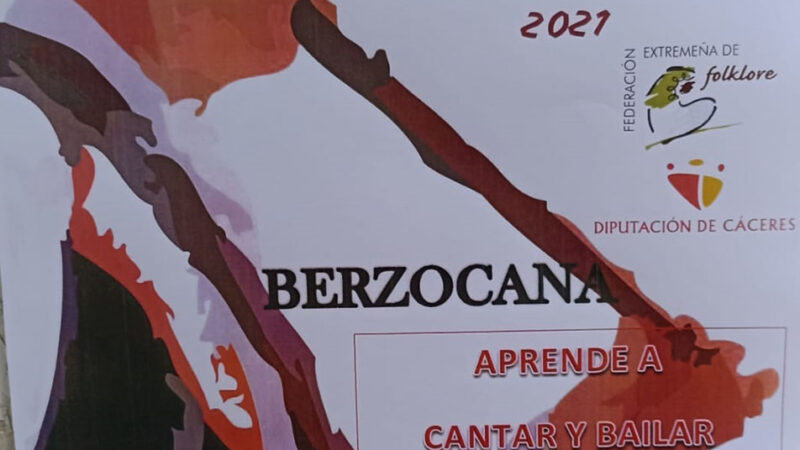 2021
FEDERACIÓN
EXTREMEÑA DE
folklore
DIPUTACIÓN DE CÁCERES
BERZOCANA
APRENDE A
CANTAR Y BAILAR